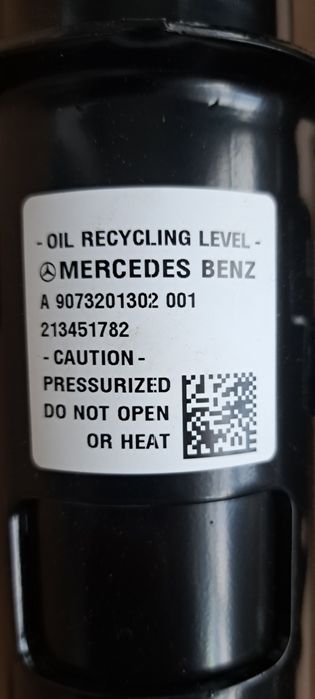 - OIL RECYCLING LEVEL -
MERCEDES BENZ
A 9073201302 001
213451782
- CAUTION -
PRESSURIZED
DO NOT OPEN
OR HEAT